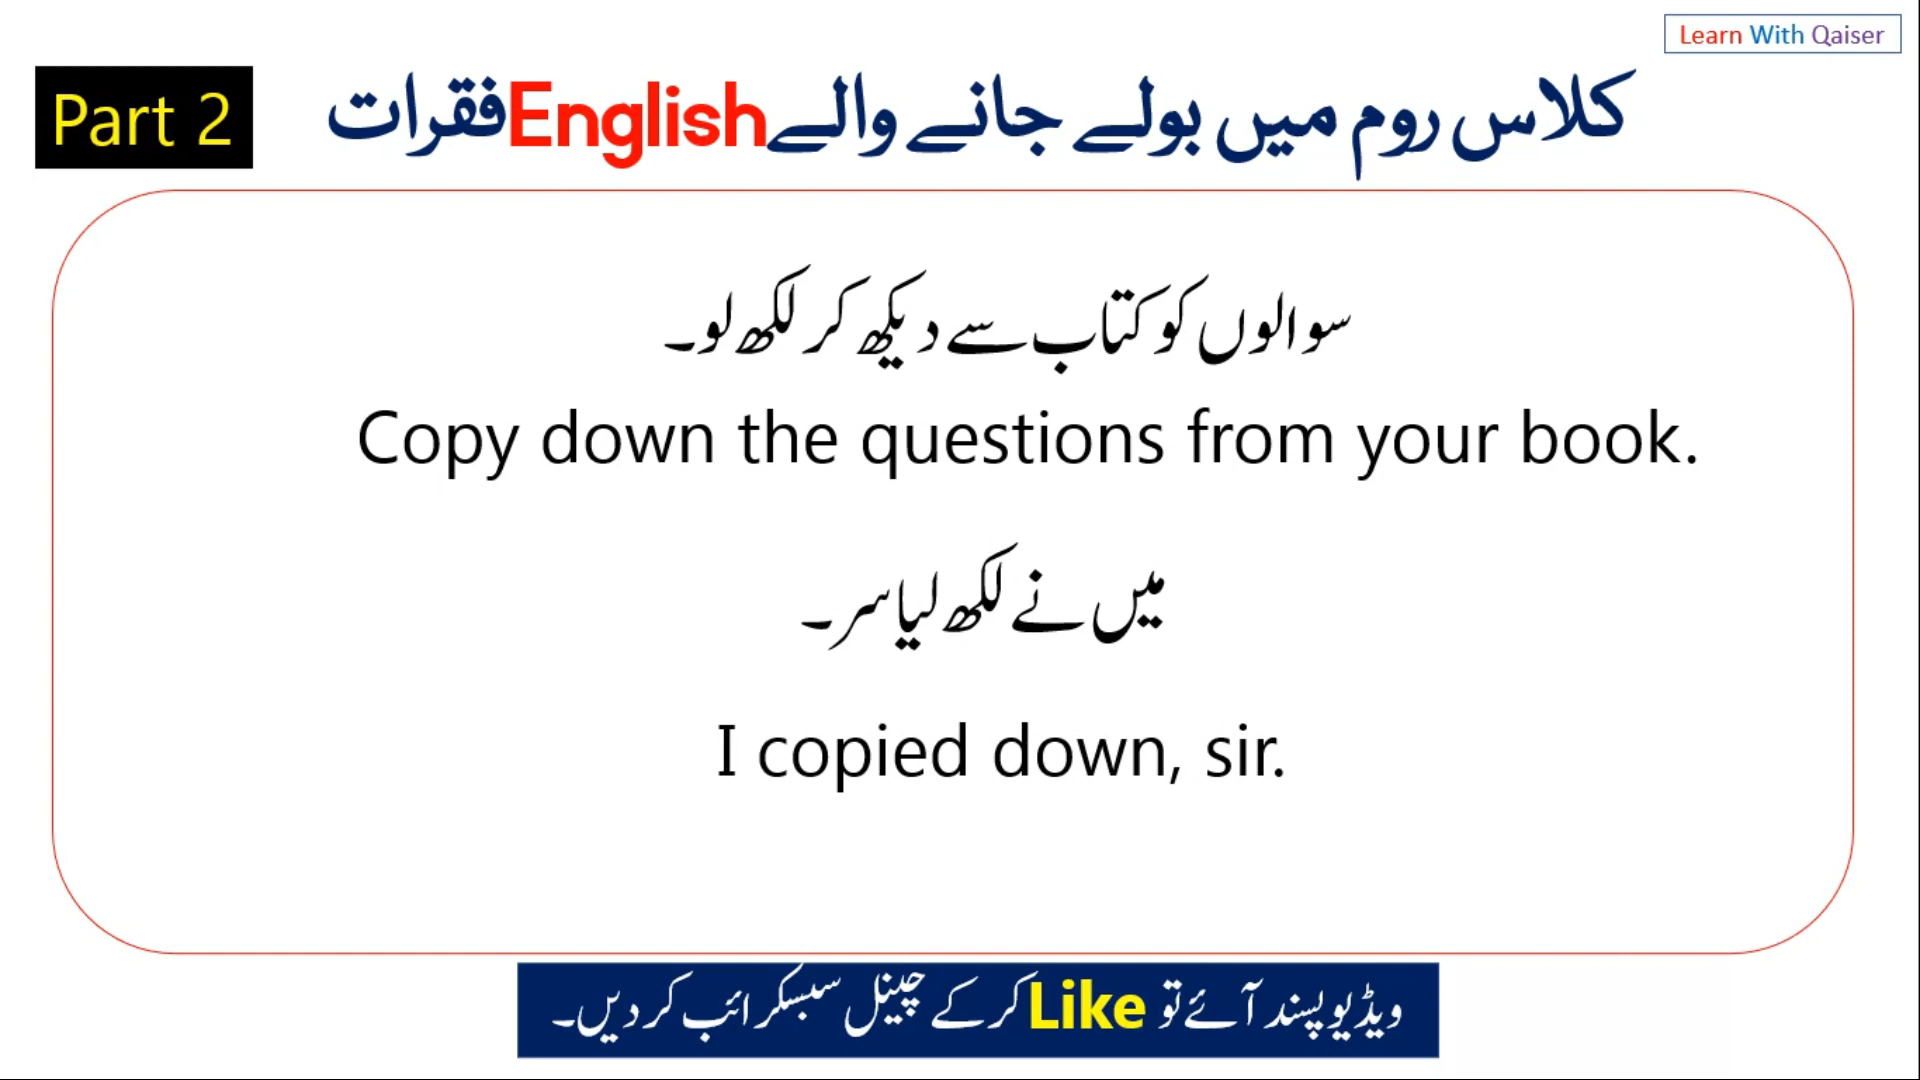 Learn With Qaiser
Part 2
کلاس روم میں بولے جانے والے English فقرات
سوالوں کو کتاب سے دیکھ کر لکھ لو۔
Copy down the questions from your book.
میں نے لکھ لیا سر۔
I copied down, sir.
ویڈیو پسند آئے تو Like کر کے چینل سبسکرائب کر دیں۔